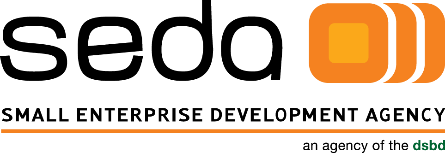 seda
SMALL ENTERPRISE DEVELOPMENT AGENCY
an agency of the dsbd